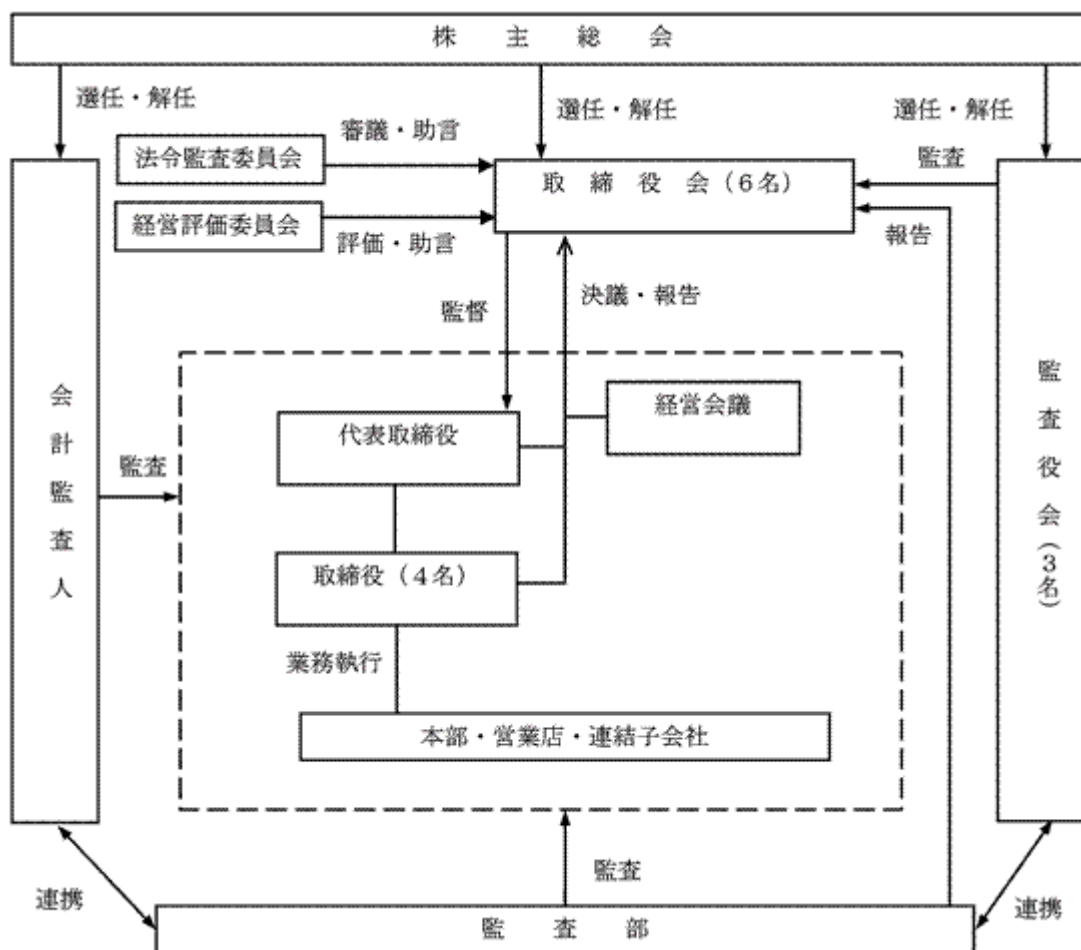 株主総会
選任・解任
選任・解任
選任・解任
審議・助言
法令監査委員会
取締役会（6名）
監査
経営評価委員会
評価・助言
報告
監督
決議・報告
会計監査人
監査
経営会議
代表取締役
取締役（4名）
業務執行
本部・営業店・連結子会社
監査役会（3名）
連携
監査
連携
監査部